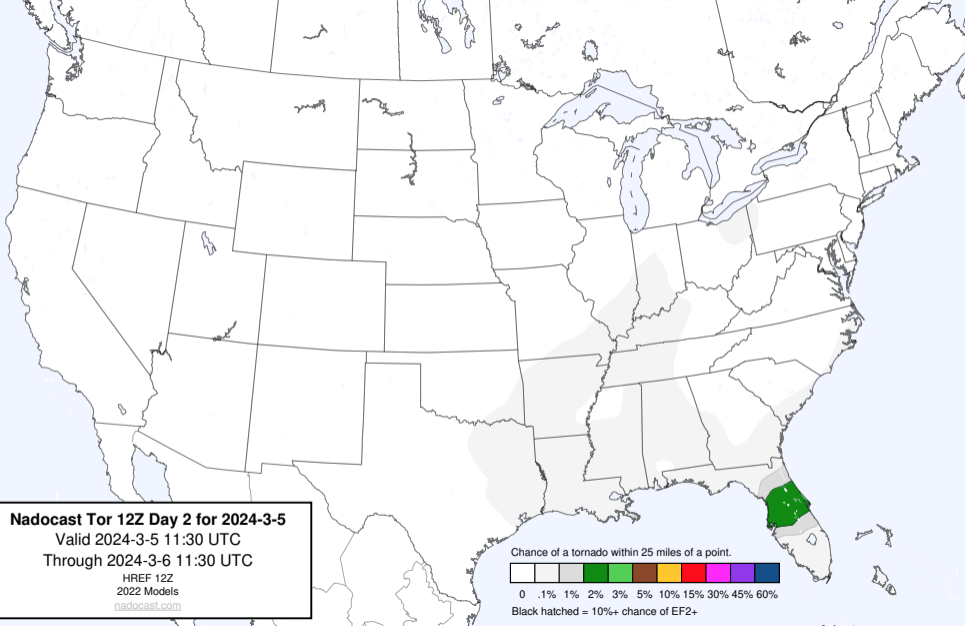 Nadocast Tor 12Z Day 2 for 2024-3-5
Valid 2024-3-5 11:30 UTC
Through 2024-3-6 11:30 UTC
HREF 12Z
2022 Models
nadocast.com
Chance of a tornado within 25 miles of a point.
0 .1% 1% 2% 3% 5% 10% 15% 30% 45% 60%
Black hatched = 10%+ chance of EF2+